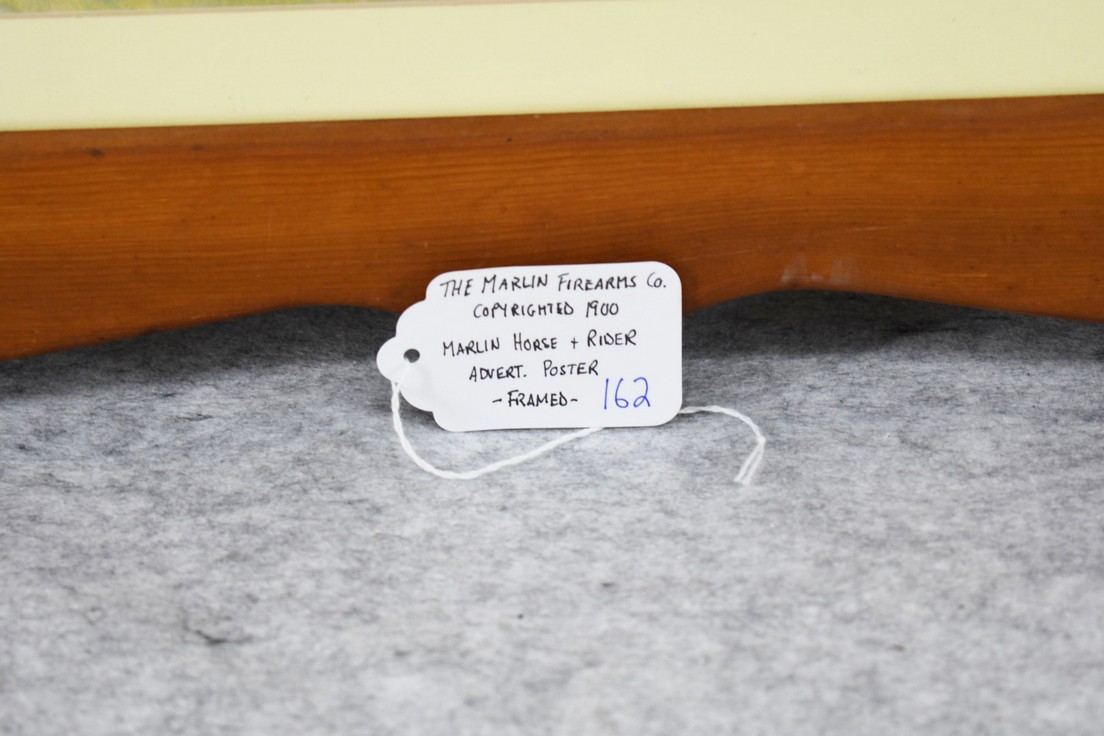 THE MARLIN FIREARMS CO.
COPYRIGHTED 1900
MARLIN HORSE + RIDER
ADVERT. POSTER
-FRAMED- 162